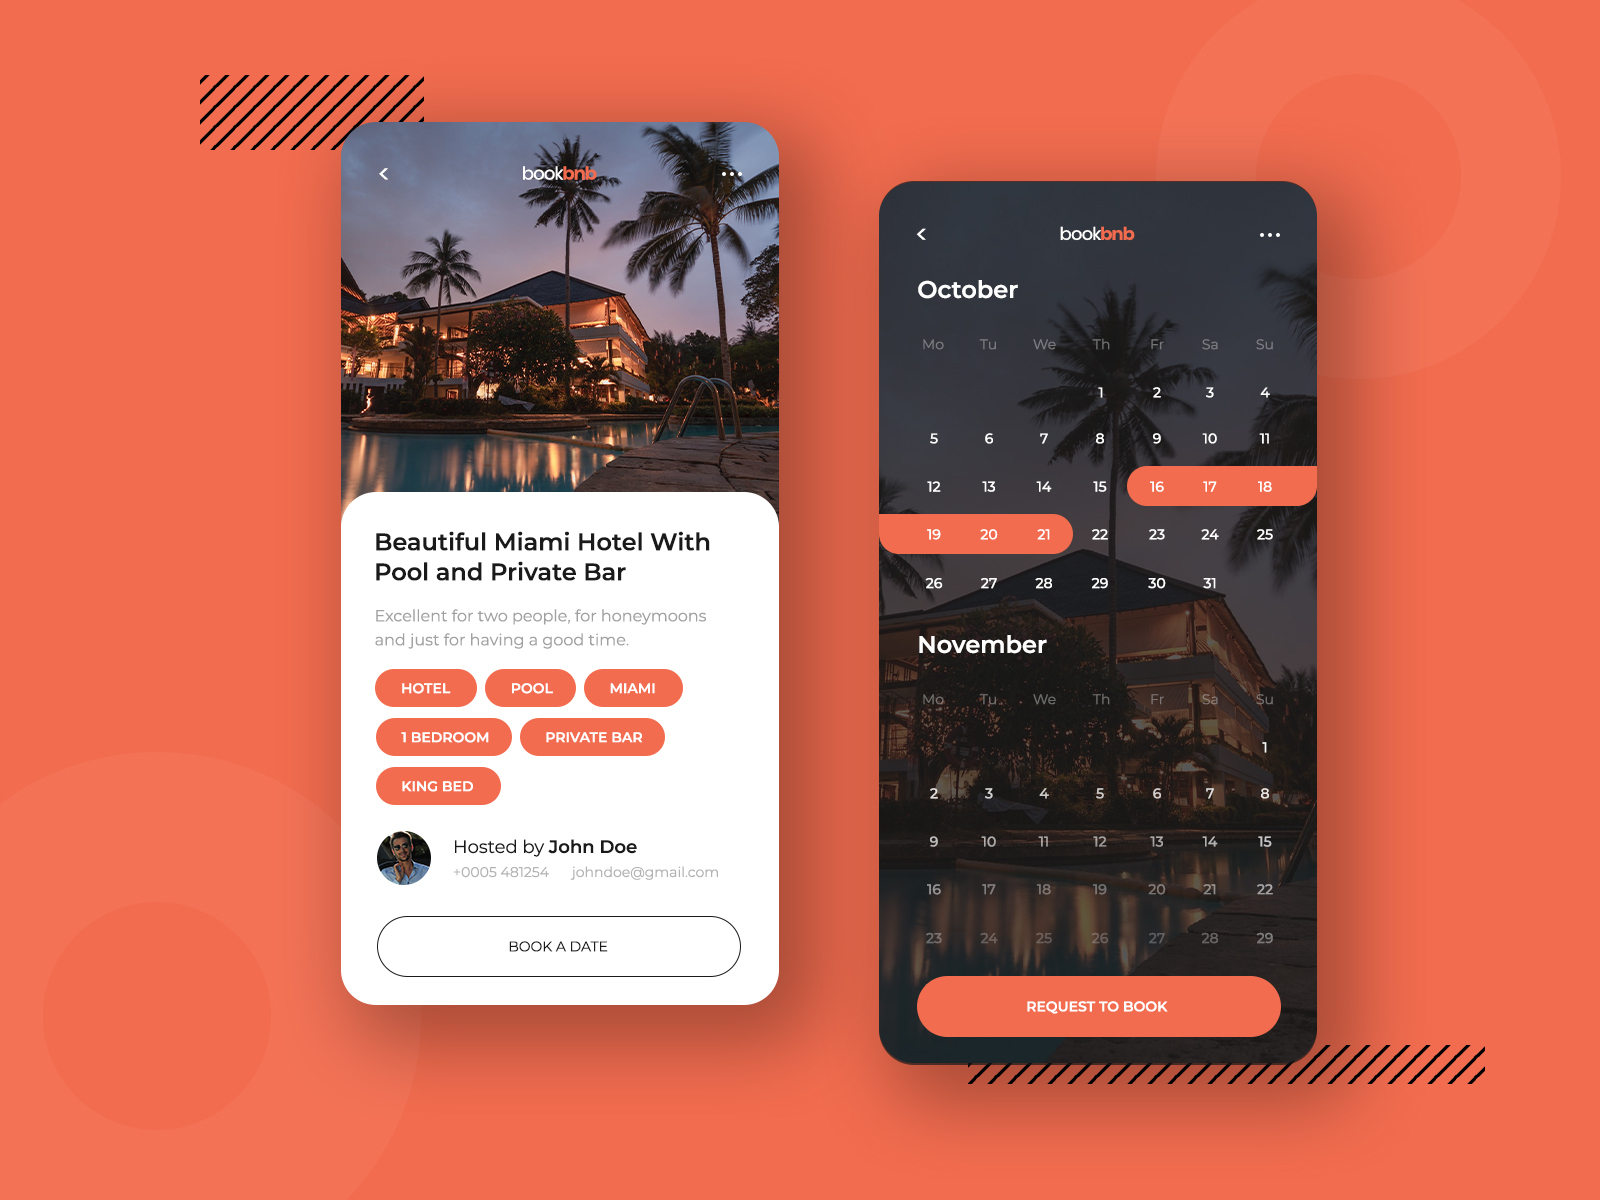 bookbnb
Beautiful Miami Hotel With
Pool and Private Bar
Excellent for two people, for honeymoons
and just for having a good time.
HOTEL POOL MIAMI
1 BEDROOM PRIVATE BAR
KING BED
Hosted by John Doe
+0005 481254 johndoe@gmail.com
BOOK A DATE
bookbnb
October
Mo Tu We Th Fr Sa Su
1 2 3 4
5 6 7 8 9 10 11
12 13 14 15 16 17 18
19 20 21 22 23 24 25
26 27 28 29 30 31
November
Mo Tu We Th Fr Sa Su
1
2 3 4 5 6 7 8
9 10 11 12 13 14 15
16 17 18 19 20 21 22
23 24 25 26 27 28 29
REQUEST TO BOOK